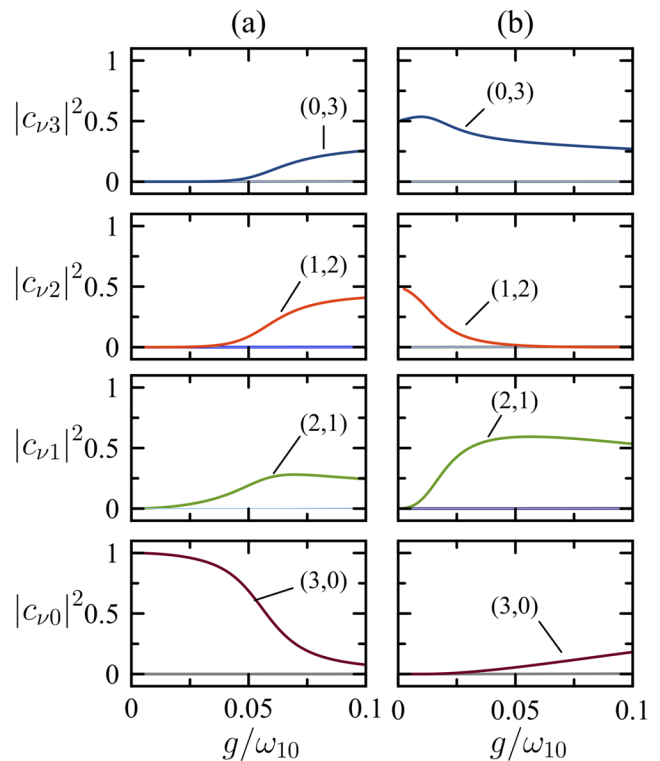 (a) (b)
1
|c_{ν3}|^2 0.5
(0,3) (0,3)
0
1
|c_{ν2}|^2 0.5
(1,2) (1,2)
0
1
|c_{ν1}|^2 0.5
(2,1) (2,1)
0
1
|c_{ν0}|^2 0.5
(3,0) (3,0)
0
0 0.05 0.1 0 0.05 0.1
g/ω_{10} g/ω_{10}